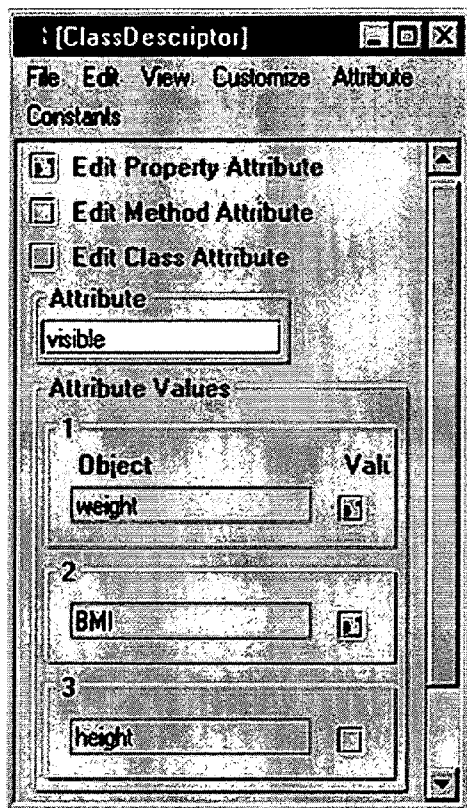 [ClassDescriptor]
File Edit View Customize Attribute
Constants
Edit Property Attribute
Edit Method Attribute
Edit Class Attribute
Attribute
visible
Attribute Values
1
Object Valu
weight
2
BMI
3
height